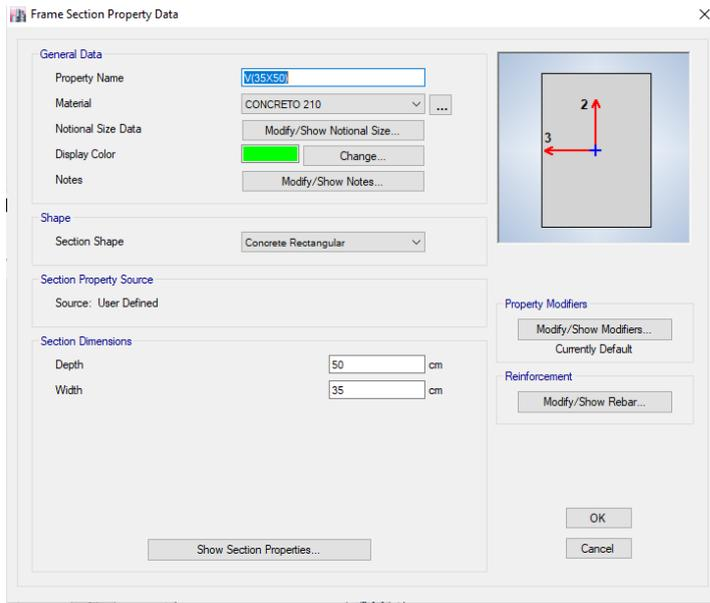 Frame Section Property Data
General Data
Property Name V(35X50)
Material CONCRETO 210 ...
Notional Size Data Modify/Show Notional Size...
Display Color Change...
Notes Modify/Show Notes...
2
3
Shape
Section Shape Concrete Rectangular
Section Property Source
Source: User Defined
Property Modifiers
Modify/Show Modifiers...
Currently Default
Section Dimensions
Depth 50 cm
Width 35 cm
Reinforcement
Modify/Show Rebar...
Show Section Properties...
OK
Cancel